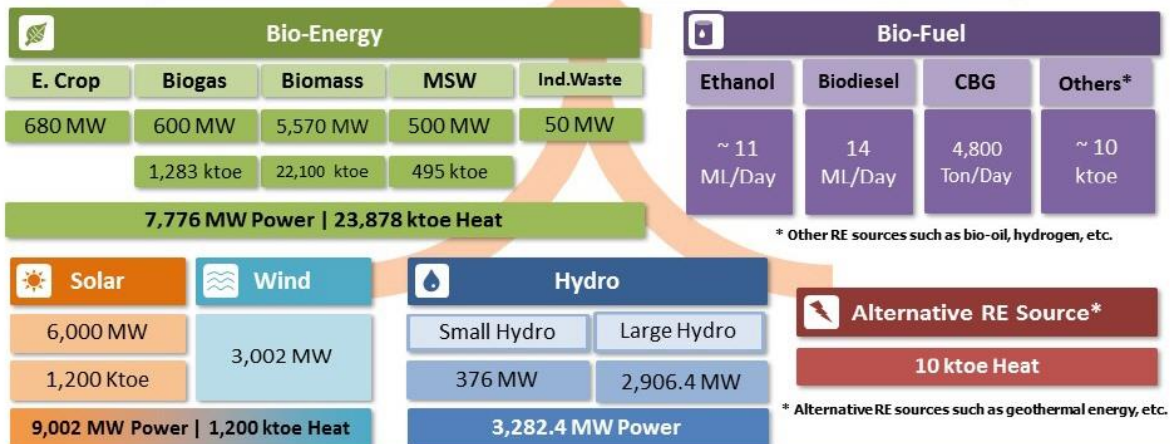 Bio-Energy
E. Crop Biogas Biomass MSW Ind.Waste
680 MW 600 MW 5,570 MW 500 MW 50 MW
1,283 ktoe 22,100 ktoe 495 ktoe
7,776 MW Power | 23,878 ktoe Heat
Bio-Fuel
Ethanol Biodiesel CBG Others*
~ 11 14 4,800 ~ 10
ML/Day ML/Day Ton/Day ktoe
* Other RE sources such as bio-oil, hydrogen, etc.
Solar Wind
6,000 MW
3,002 MW
1,200 Ktoe
9,002 MW Power | 1,200 ktoe Heat
Hydro
Small Hydro Large Hydro
376 MW 2,906.4 MW
3,282.4 MW Power
Alternative RE Source*
10 ktoe Heat
* Alternative RE sources such as geothermal energy, etc.